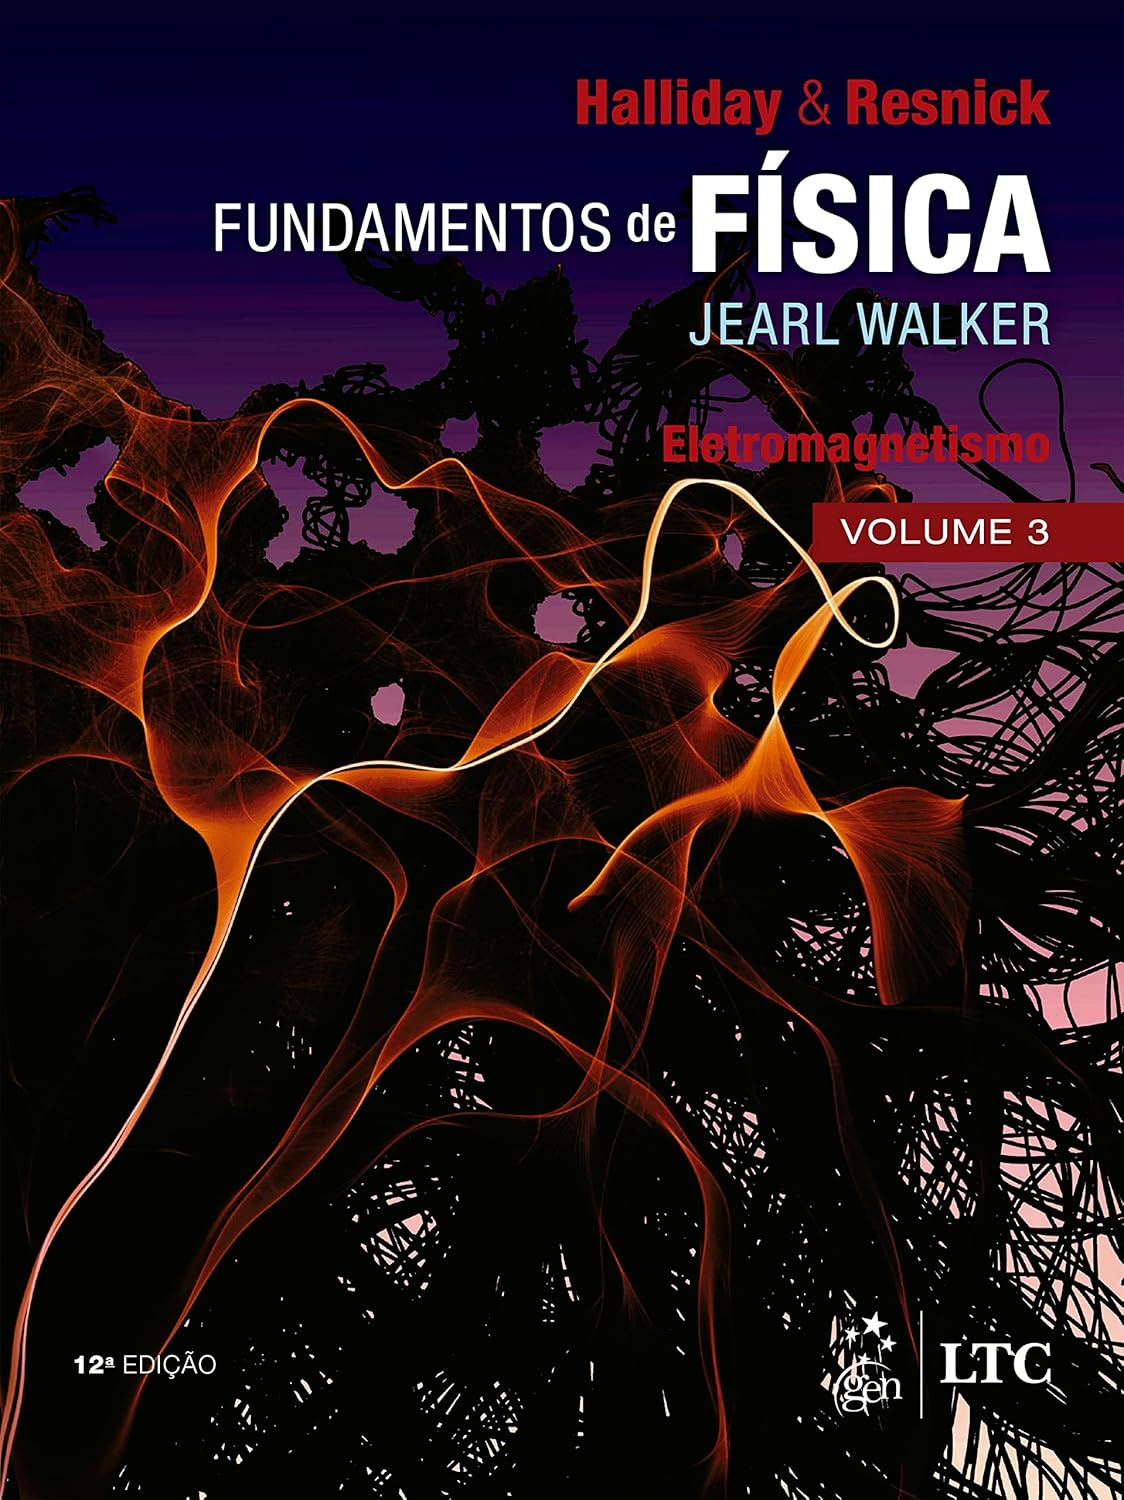 Halliday & Resnick
FUNDAMENTOS de FÍSICA
JEARL WALKER
Eletromagnetismo
VOLUME 3
12ª EDIÇÃO
gen
LTC